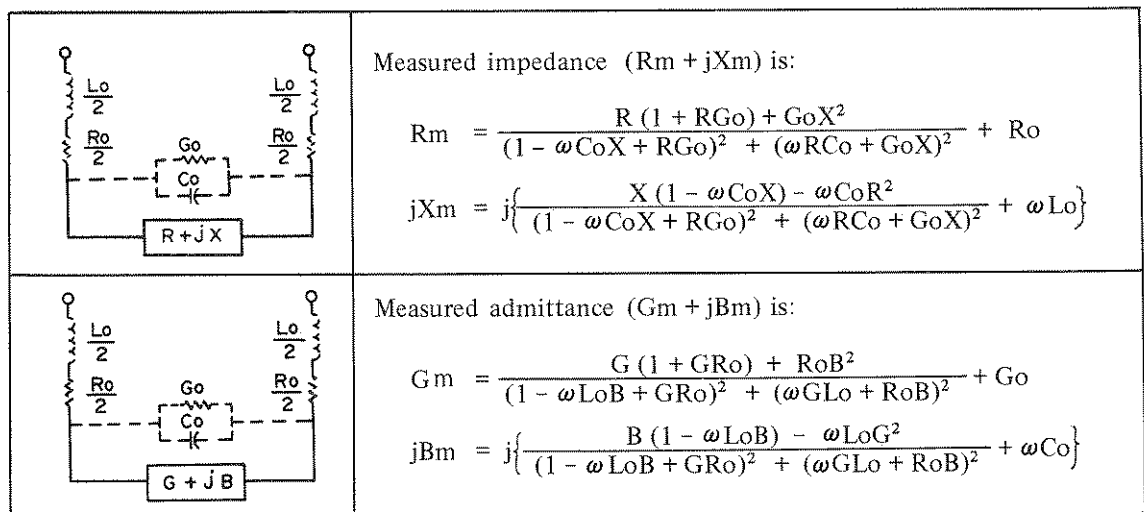 Lo/2 Lo/2
Ro/2 Go Ro/2
Co
R + j X
Measured impedance (Rm + jXm) is:
Rm = R (1 + RGo) + GoX² / (1 - ωCoX + RGo)² + (ωRCo + GoX)² + Ro
jXm = j{ X (1 - ωCoX) - ωCoR² / (1 - ωCoX + RGo)² + (ωRCo + GoX)² + ωLo}
Lo/2 Lo/2
Ro/2 Go Ro/2
Co
G + j B
Measured admittance (Gm + jBm) is:
Gm = G (1 + GRo) + RoB² / (1 - ωLoB + GRo)² + (ωGLo + RoB)² + Go
jBm = j{ B (1 - ωLoB) - ωLoG² / (1 - ωLoB + GRo)² + (ωGLo + RoB)² + ωCo}